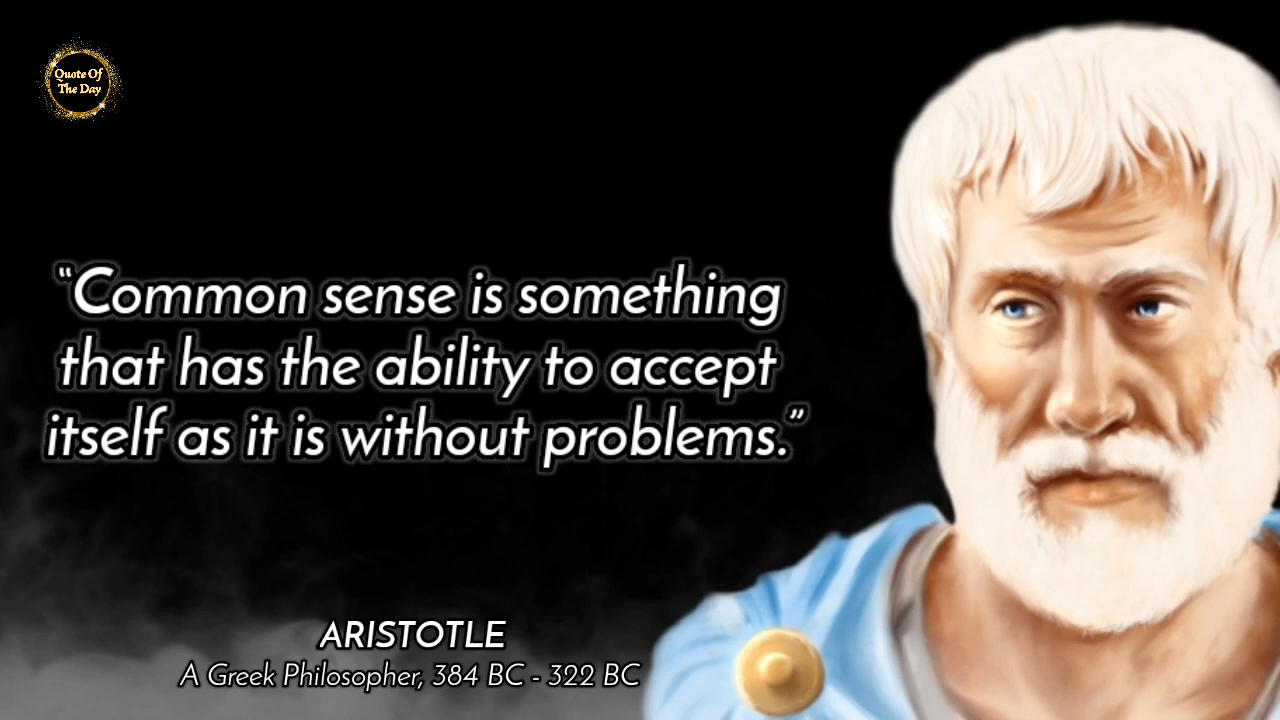 Quote Of
The Day
“Common sense is something
that has the ability to accept
itself as it is without problems.”
ARISTOTLE
A Greek Philosopher, 384 BC - 322 BC